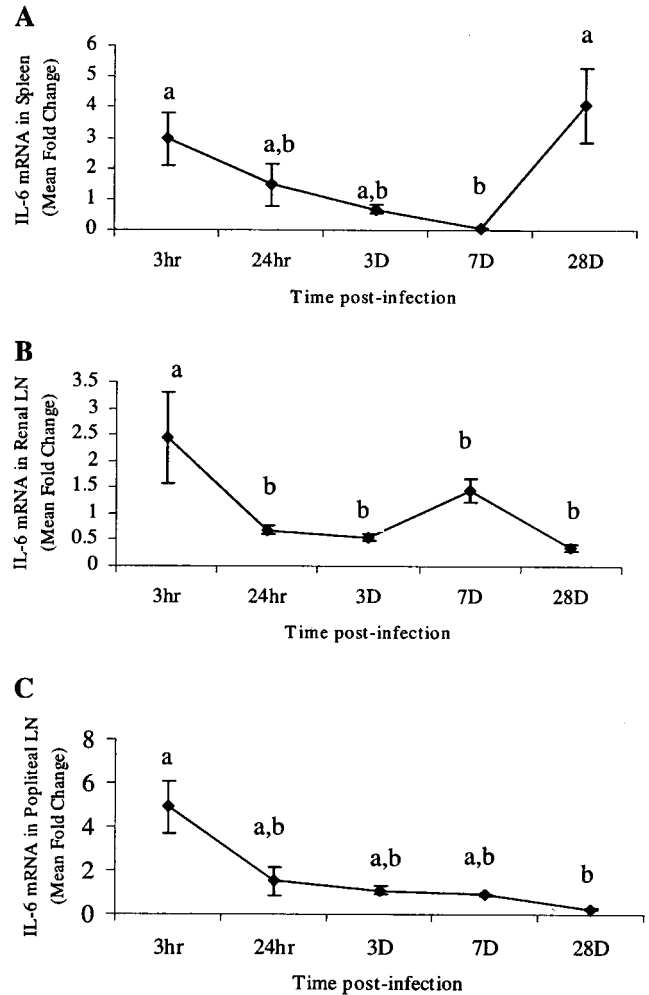 A
IL-6 mRNA in Spleen
(Mean Fold Change)
6
5
4
3
2
1
0
a
a,b
a,b
b
a
3hr 24hr 3D 7D 28D
Time post-infection
B
IL-6 mRNA in Renal LN
(Mean Fold Change)
3.5
3
2.5
2
1.5
1
0.5
0
a
b
b
b
b
3hr 24hr 3D 7D 28D
Time post-infection
C
IL-6 mRNA in Popliteal LN
(Mean Fold Change)
8
6
4
2
0
a
a,b
a,b
a,b
b
3hr 24hr 3D 7D 28D
Time post-infection